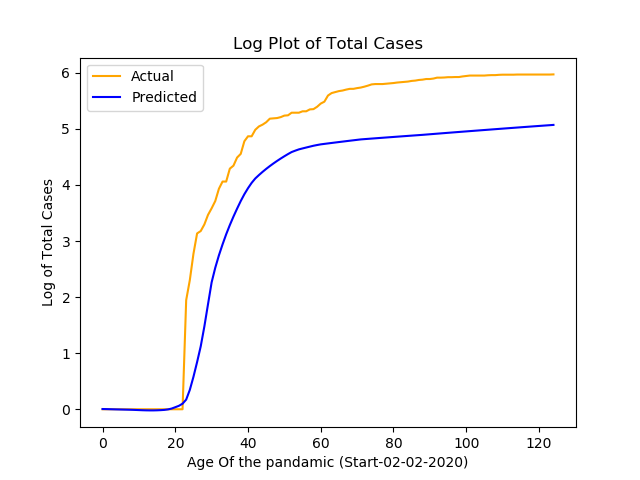 Log Plot of Total Cases
Actual
Predicted
6
5
4
3
2
1
0
Log of Total Cases
0 20 40 60 80 100 120
Age Of the pandamic (Start-02-02-2020)